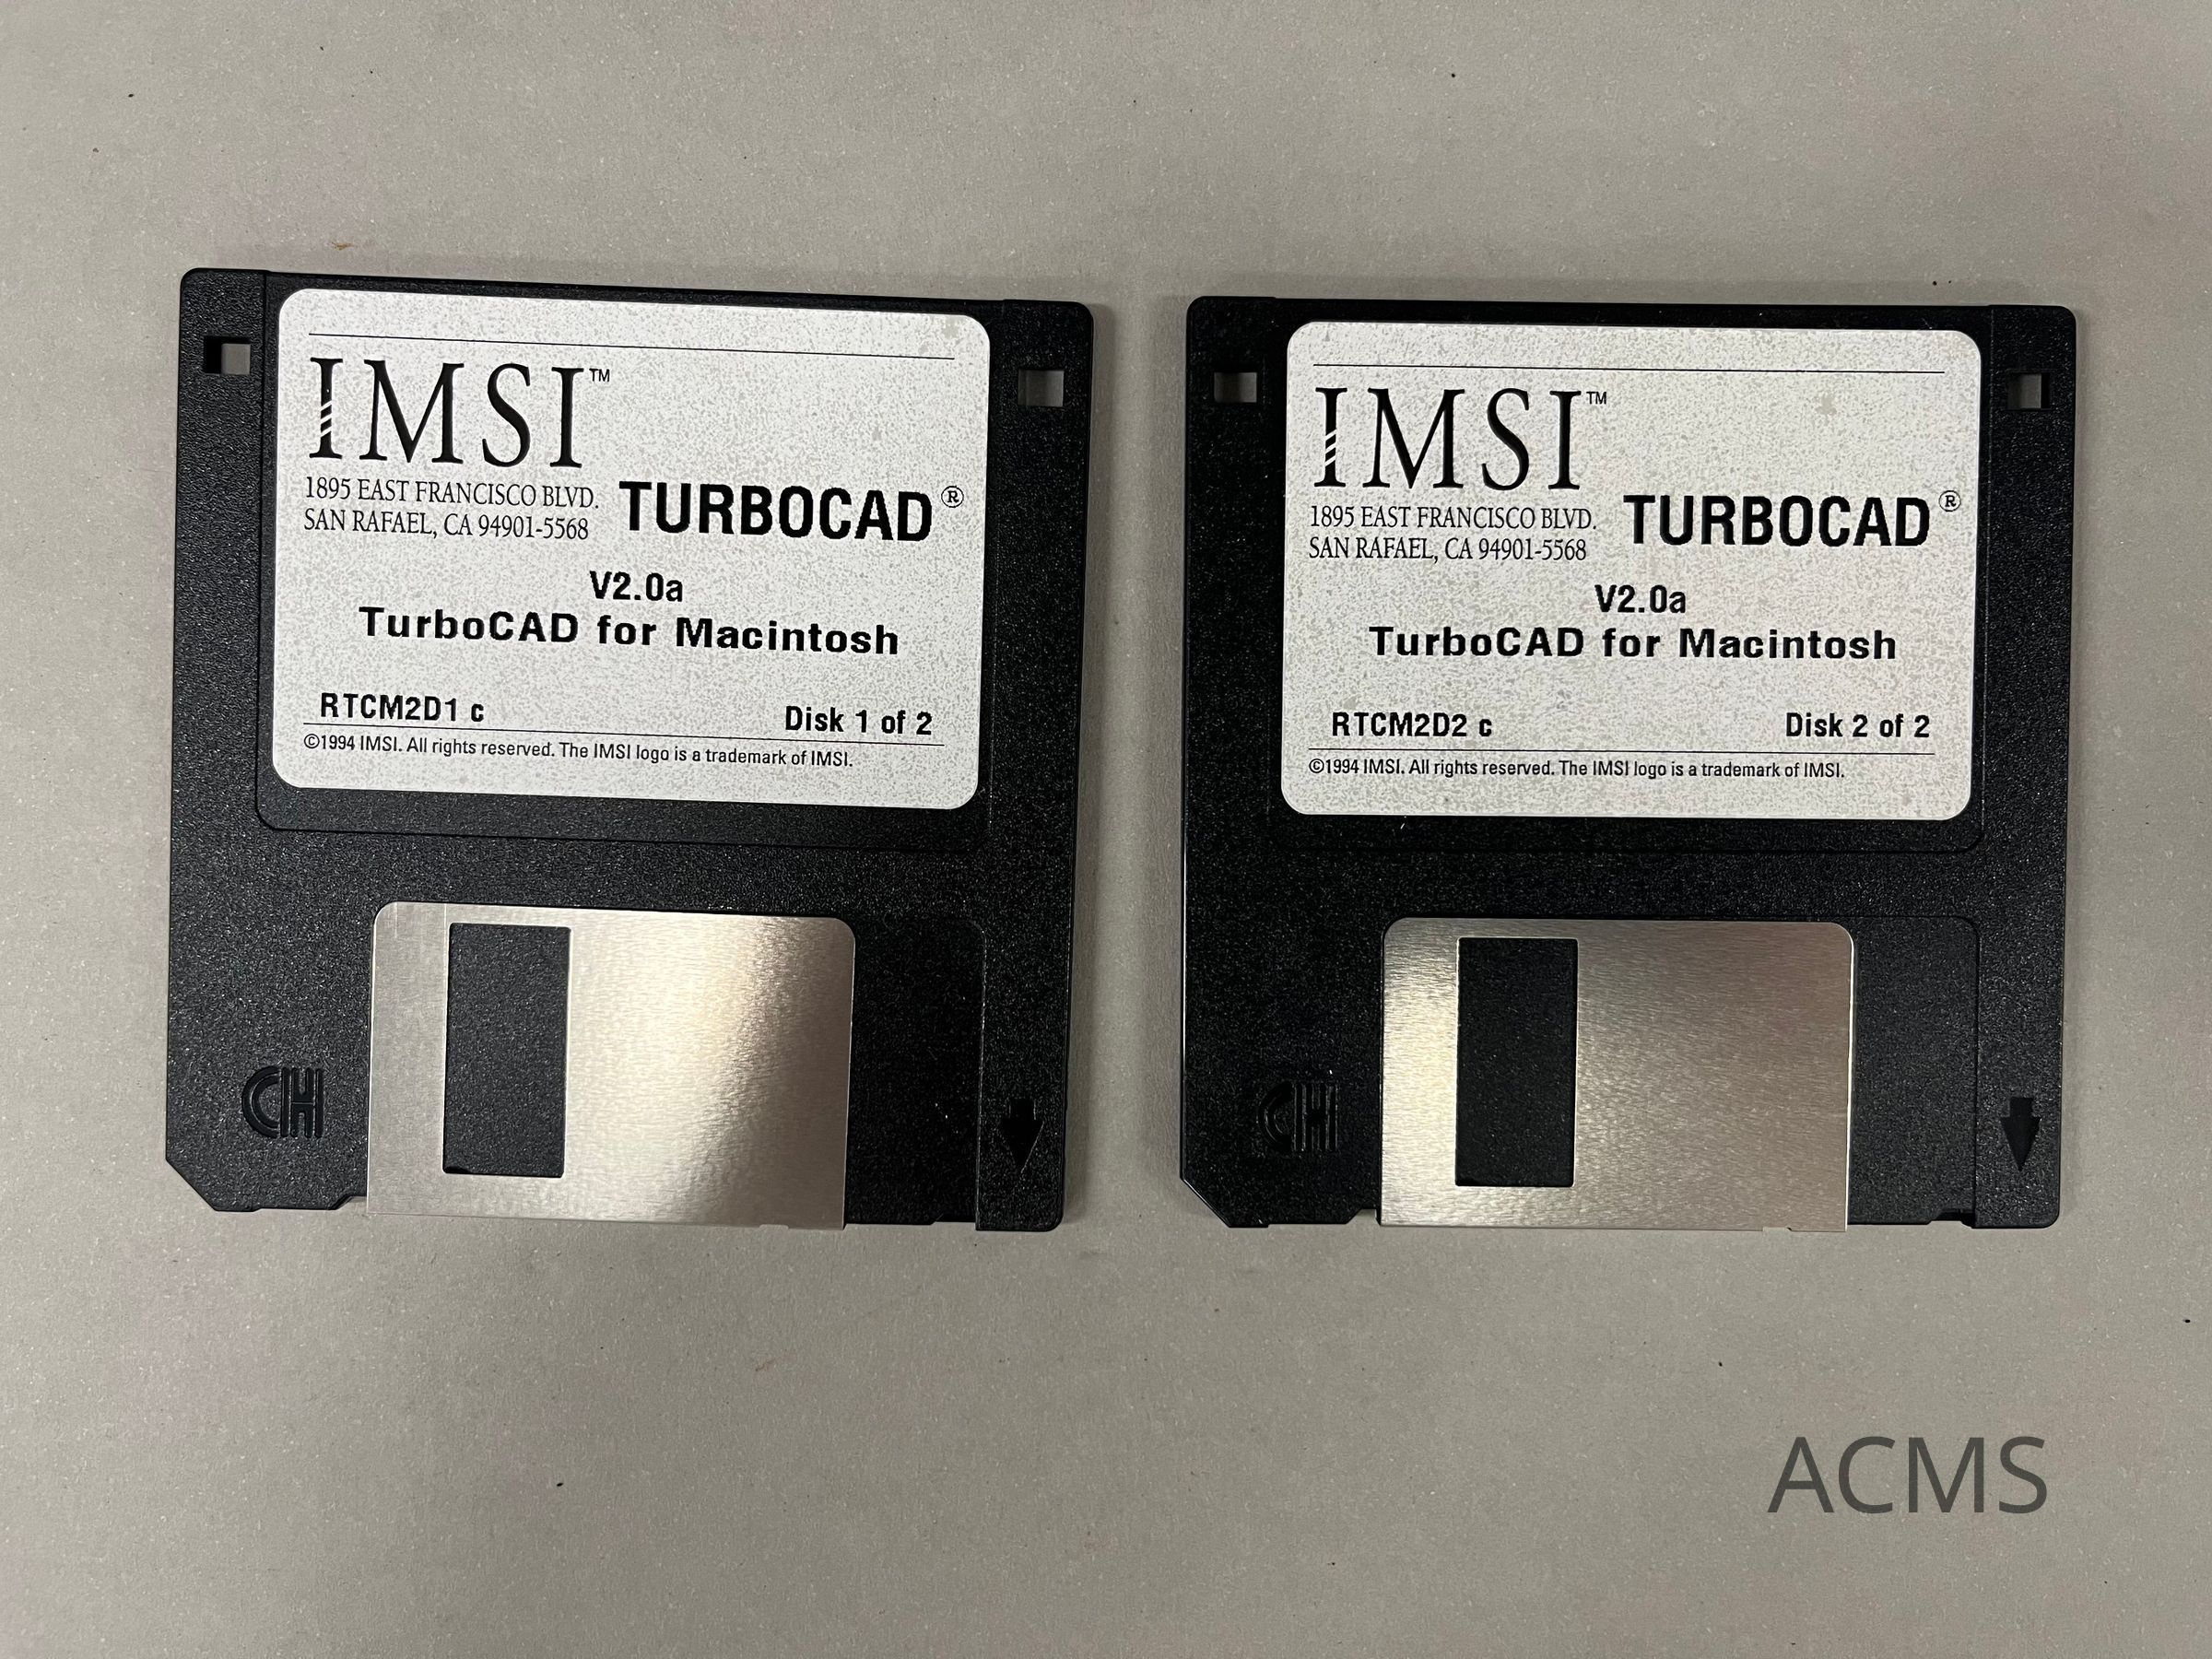 IMSI™
1895 EAST FRANCISCO BLVD.
SAN RAFAEL, CA 94901-5568
TURBOCAD®
V2.0a
TurboCAD for Macintosh
RTCM2D1 c
Disk 1 of 2
©1994 IMSI. All rights reserved. The IMSI logo is a trademark of IMSI.
IMSI™
1895 EAST FRANCISCO BLVD.
SAN RAFAEL, CA 94901-5568
TURBOCAD®
V2.0a
TurboCAD for Macintosh
RTCM2D2 c
Disk 2 of 2
©1994 IMSI. All rights reserved. The IMSI logo is a trademark of IMSI.
ACMS